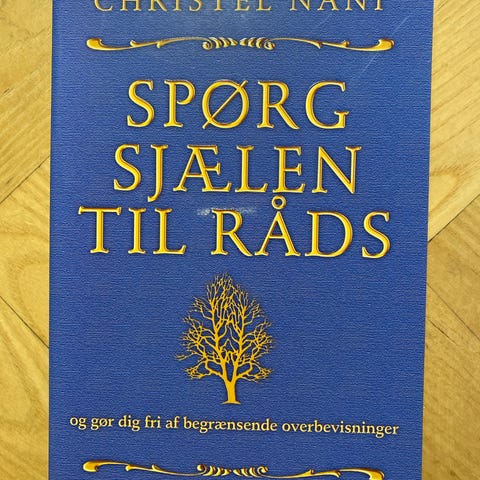 CHRISTEL NANI
SPØRG
SJÆLEN
TIL RÅDS
og gør dig fri af begrænsende overbevisninger